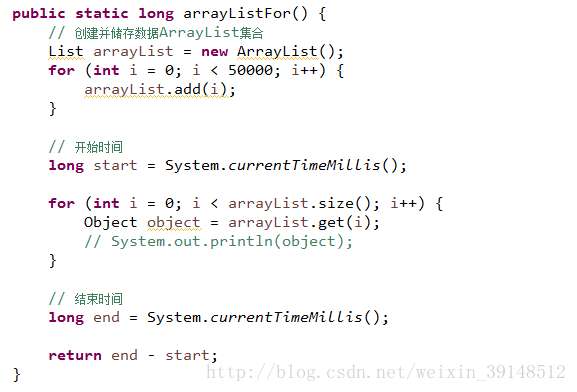 public static long arrayListFor() {
// 创建并储存数据ArrayList集合
List arrayList = new ArrayList();
for (int i = 0; i < 50000; i++) {
arrayList.add(i);
}
// 开始时间
long start = System.currentTimeMillis();
for (int i = 0; i < arrayList.size(); i++) {
Object object = arrayList.get(i);
// System.out.println(object);
}
// 结束时间
long end = System.currentTimeMillis();
return end - start;
}
http://blog.csdn.net/weixin_39148512